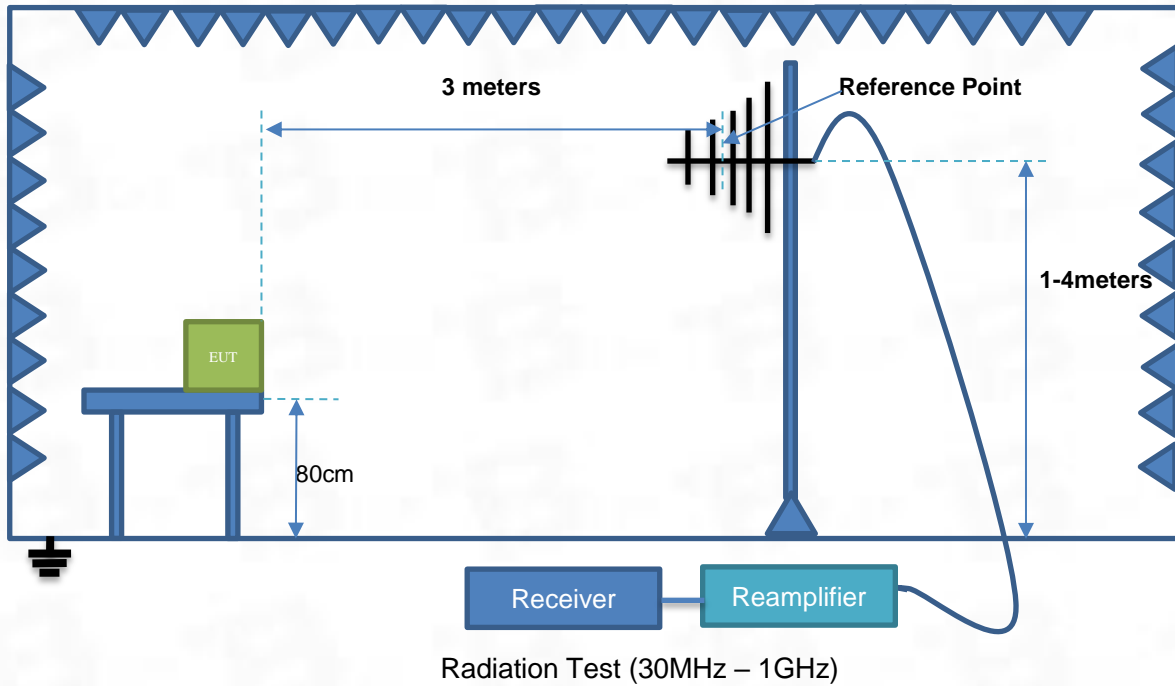 3 meters
Reference Point
1-4meters
EUT
80cm
Receiver
Reamplifier
Radiation Test (30MHz – 1GHz)